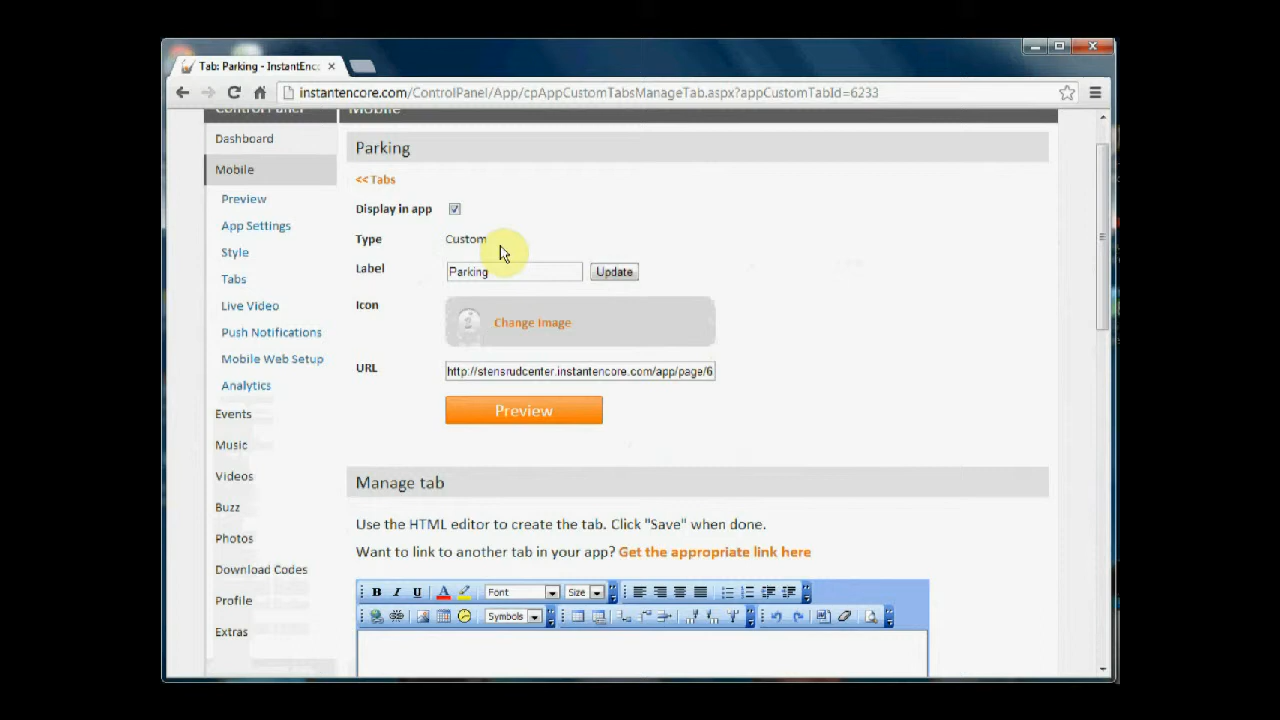 Tab: Parking - InstantEnc
instantencore.com/ControlPanel/App/cpAppCustomTabsManageTab.aspx?appCustomTabId=6233
Control Panel
Mobile
Dashboard
Mobile
Preview
App Settings
Style
Tabs
Live Video
Push Notifications
Mobile Web Setup
Analytics
Events
Music
Videos
Buzz
Photos
Download Codes
Profile
Extras
Parking
<< Tabs
Display in app
Type Custom
Label Parking Update
Icon Change Image
URL http://stensrudcenter.instantencore.com/app/page/6
Preview
Manage tab
Use the HTML editor to create the tab. Click "Save" when done.
Want to link to another tab in your app? Get the appropriate link here
B I U A Font Size
Symbols